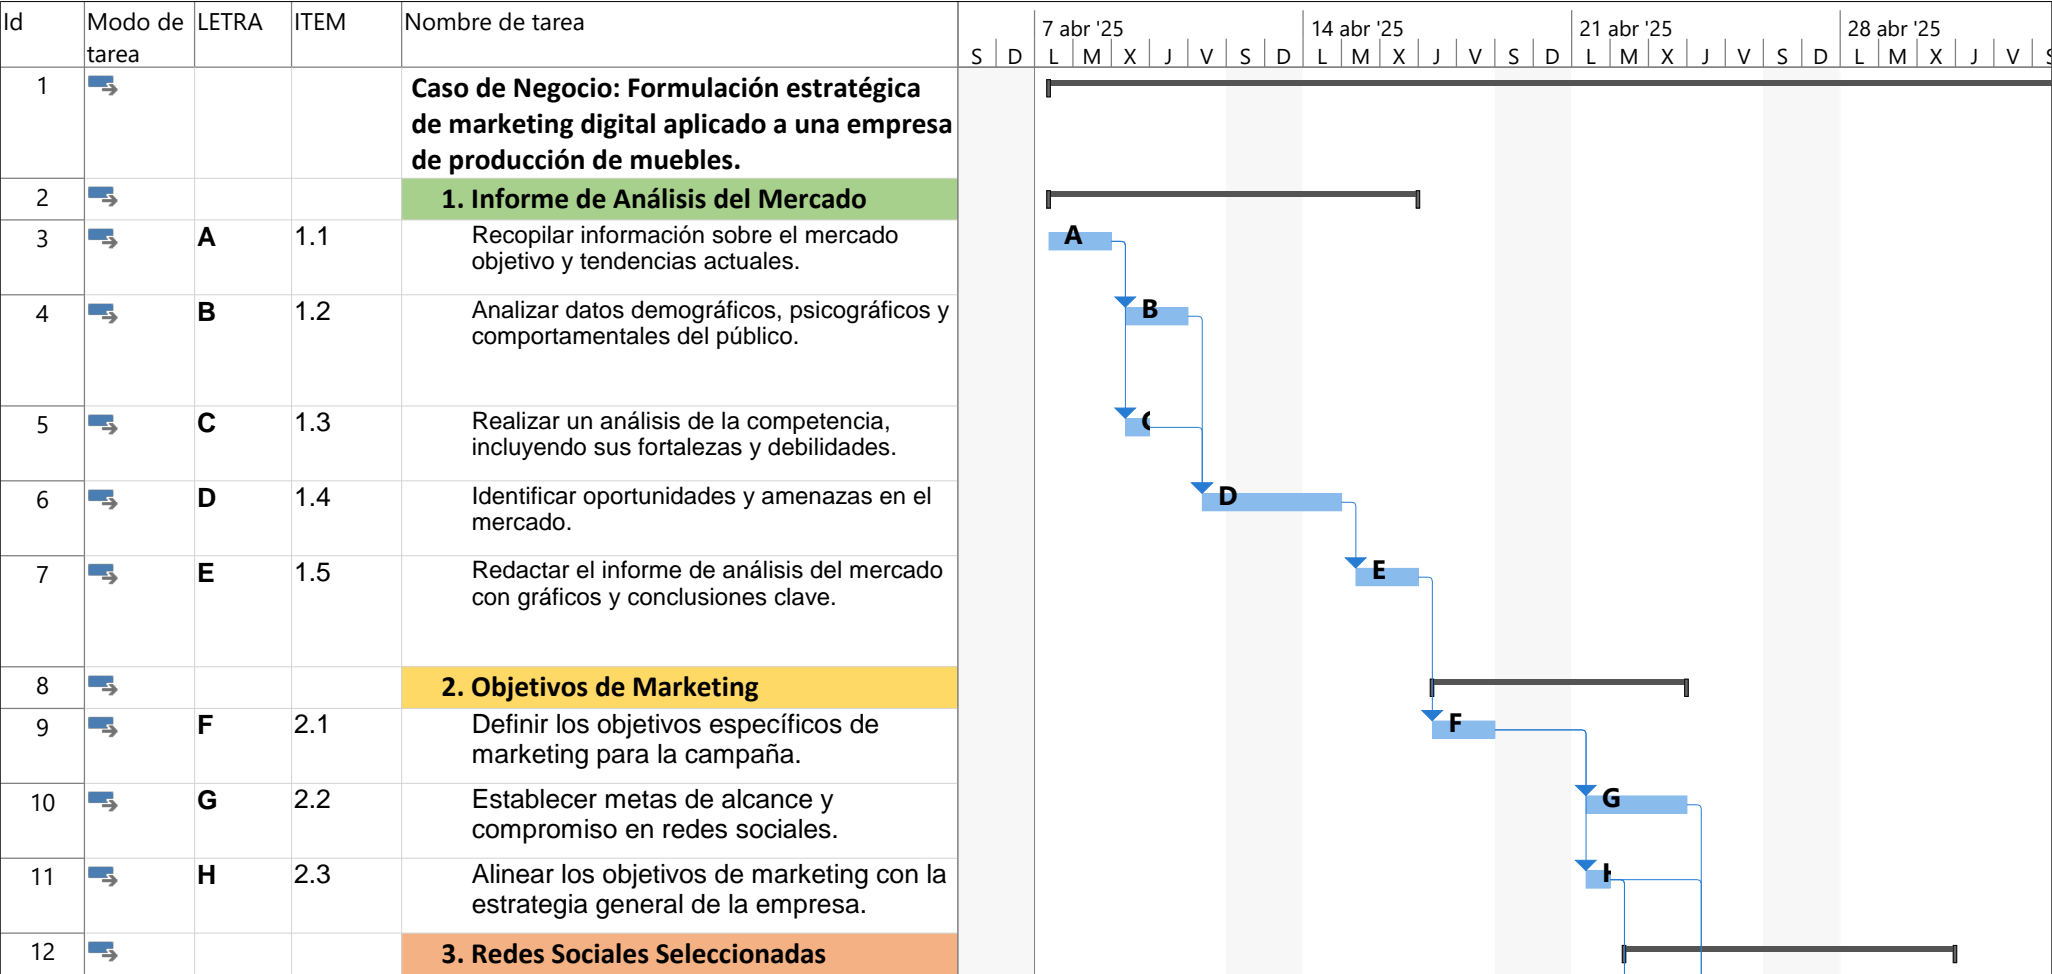 Id Modo de tarea LETRA ITEM Nombre de tarea
7 abr '25 14 abr '25 21 abr '25 28 abr '25
S D L M X J V S D L M X J V S D L M X J V S D L M X J V S
1 Caso de Negocio: Formulación estratégica
de marketing digital aplicado a una empresa
de producción de muebles.
2 1. Informe de Análisis del Mercado
3 A 1.1 Recopilar información sobre el mercado
objetivo y tendencias actuales.
A
4 B 1.2 Analizar datos demográficos, psicográficos y
comportamentales del público.
B
5 C 1.3 Realizar un análisis de la competencia,
incluyendo sus fortalezas y debilidades.
C
6 D 1.4 Identificar oportunidades y amenazas en el
mercado.
D
7 E 1.5 Redactar el informe de análisis del mercado
con gráficos y conclusiones clave.
E
8 2. Objetivos de Marketing
9 F 2.1 Definir los objetivos específicos de
marketing para la campaña.
F
10 G 2.2 Establecer metas de alcance y
compromiso en redes sociales.
G
11 H 2.3 Alinear los objetivos de marketing con la
estrategia general de la empresa.
H
12 3. Redes Sociales Seleccionadas